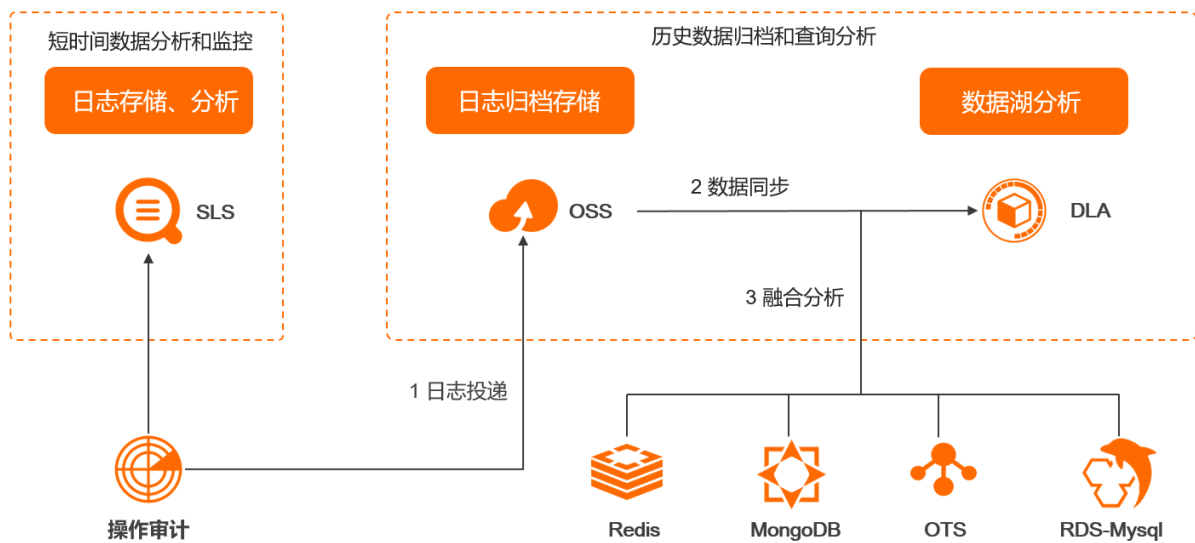 短时间数据分析和监控
历史数据归档和查询分析
日志存储、分析
日志归档存储
数据湖分析
SLS
OSS
2 数据同步
DLA
3 融合分析
1 日志投递
操作审计
Redis
MongoDB
OTS
RDS-Mysql